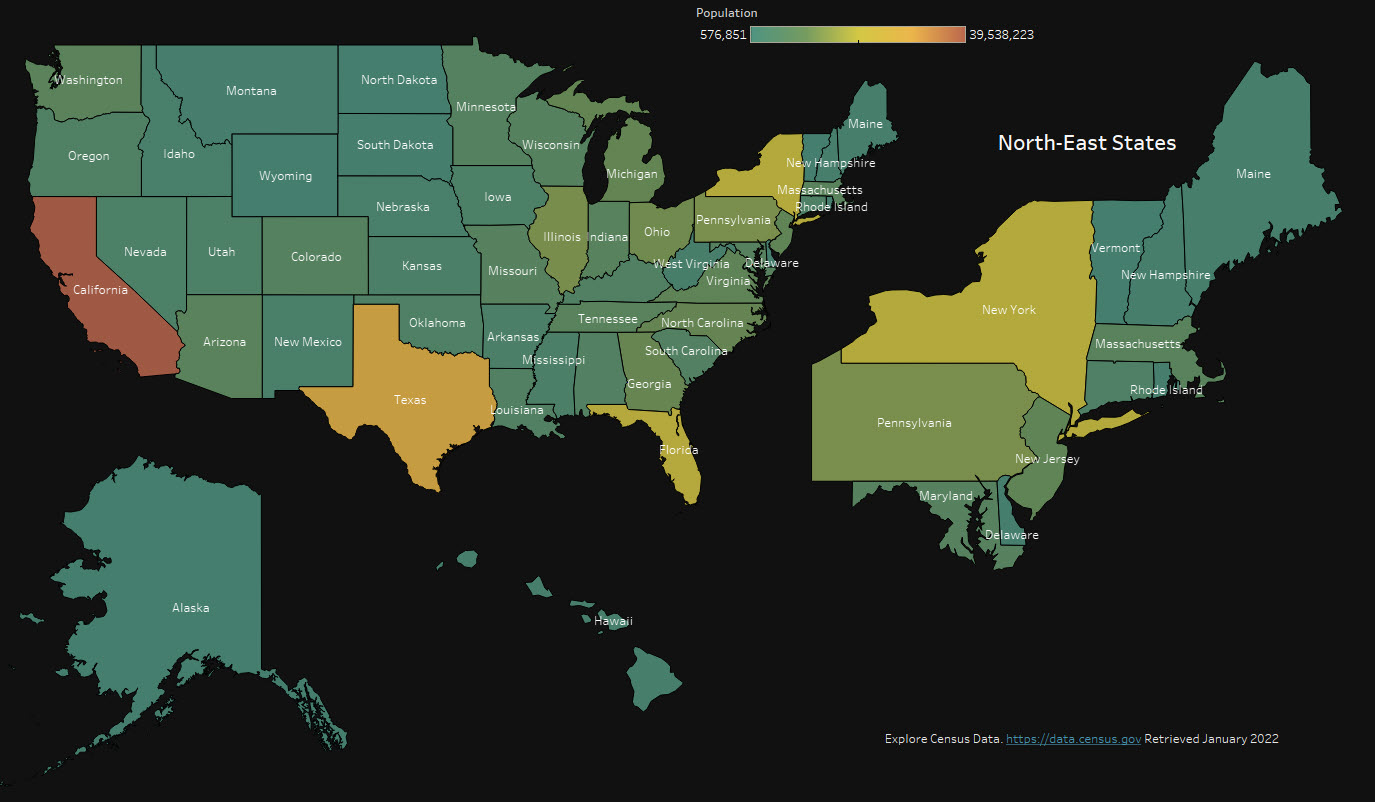 Population
576,851 39,538,223
Washington
Montana
North Dakota
Minnesota
Maine
Oregon
Idaho
Wyoming
South Dakota
Wisconsin
Michigan
New Hampshire
Massachusetts
Rhode Island
Nebraska
Iowa
Nevada
Utah
Colorado
Kansas
Missouri
Illinois
Indiana
Ohio
Pennsylvania
West Virginia
Delaware
Virginia
California
Arizona
New Mexico
Oklahoma
Arkansas
Tennessee
North Carolina
South Carolina
Mississippi
Georgia
Texas
Louisiana
Florida
Alaska
Hawaii
North-East States
Maine
Vermont
New Hampshire
New York
Massachusetts
Rhode Island
Pennsylvania
New Jersey
Maryland
Delaware
Explore Census Data. https://data.census.gov Retrieved January 2022